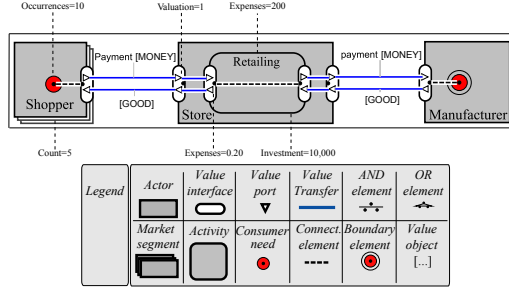 Occurrences=10
Valuation=1
Expenses=200
Payment [MONEY]
payment [MONEY]
Retailing
Shopper
[GOOD]
Store
[GOOD]
Manufacturer
Count=5
Expenses=0.20
Investment=10,000
Legend
Actor
Value interface
Value port
Value Transfer
AND element
OR element
Market segment
Activity
Consumer need
Connect. element
Boundary element
Value object
[...]